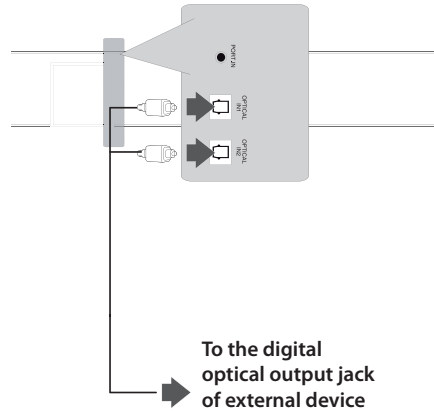 PORT.IN
OPTICAL
IN1
OPTICAL
IN2
To the digital
optical output jack
of external device